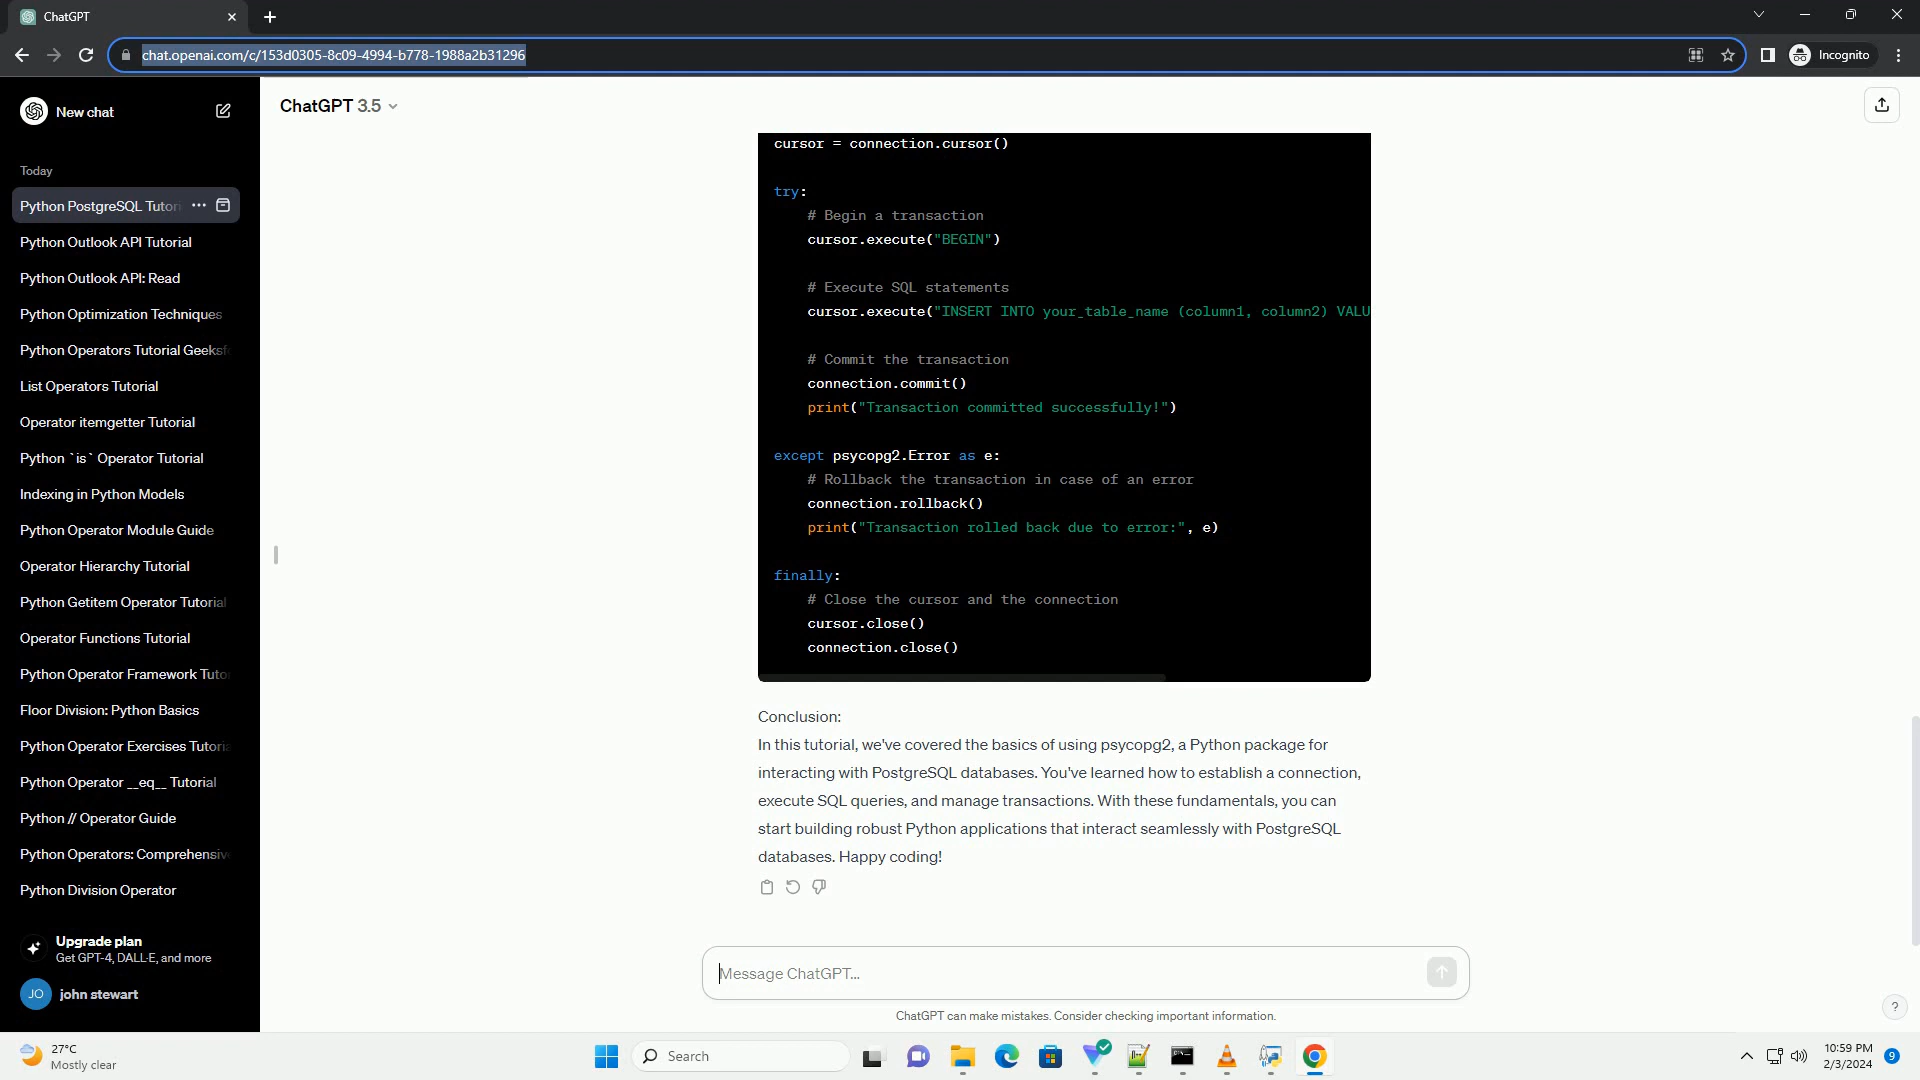 ChatGPT
chat.openai.com/c/153d0305-8c09-4994-b778-1988a2b31296
Incognito
New chat
ChatGPT 3.5
Today
Python PostgreSQL Tutori
Python Outlook API Tutorial
Python Outlook API: Read
Python Optimization Techniques
Python Operators Tutorial Geeksf
List Operators Tutorial
Operator itemgetter Tutorial
Python `is` Operator Tutorial
Indexing in Python Models
Python Operator Module Guide
Operator Hierarchy Tutorial
Python Getitem Operator Tutorial
Operator Functions Tutorial
Python Operator Framework Tuto
Floor Division: Python Basics
Python Operator Exercises Tutoria
Python Operator __eq__ Tutorial
Python // Operator Guide
Python Operators: Comprehensive
Python Division Operator
Upgrade plan
Get GPT-4, DALL·E, and more
JO
john stewart
cursor = connection.cursor()
try:
# Begin a transaction
cursor.execute("BEGIN")
# Execute SQL statements
cursor.execute("INSERT INTO your_table_name (column1, column2) VALU
# Commit the transaction
connection.commit()
print("Transaction committed successfully!")
except psycopg2.Error as e:
# Rollback the transaction in case of an error
connection.rollback()
print("Transaction rolled back due to error:", e)
finally:
# Close the cursor and the connection
cursor.close()
connection.close()
Conclusion:
In this tutorial, we've covered the basics of using psycopg2, a Python package for
interacting with PostgreSQL databases. You've learned how to establish a connection,
execute SQL queries, and manage transactions. With these fundamentals, you can
start building robust Python applications that interact seamlessly with PostgreSQL
databases. Happy coding!
Message ChatGPT...
ChatGPT can make mistakes. Consider checking important information.
?
27°C
Mostly clear
Search
10:59 PM
2/3/2024
9